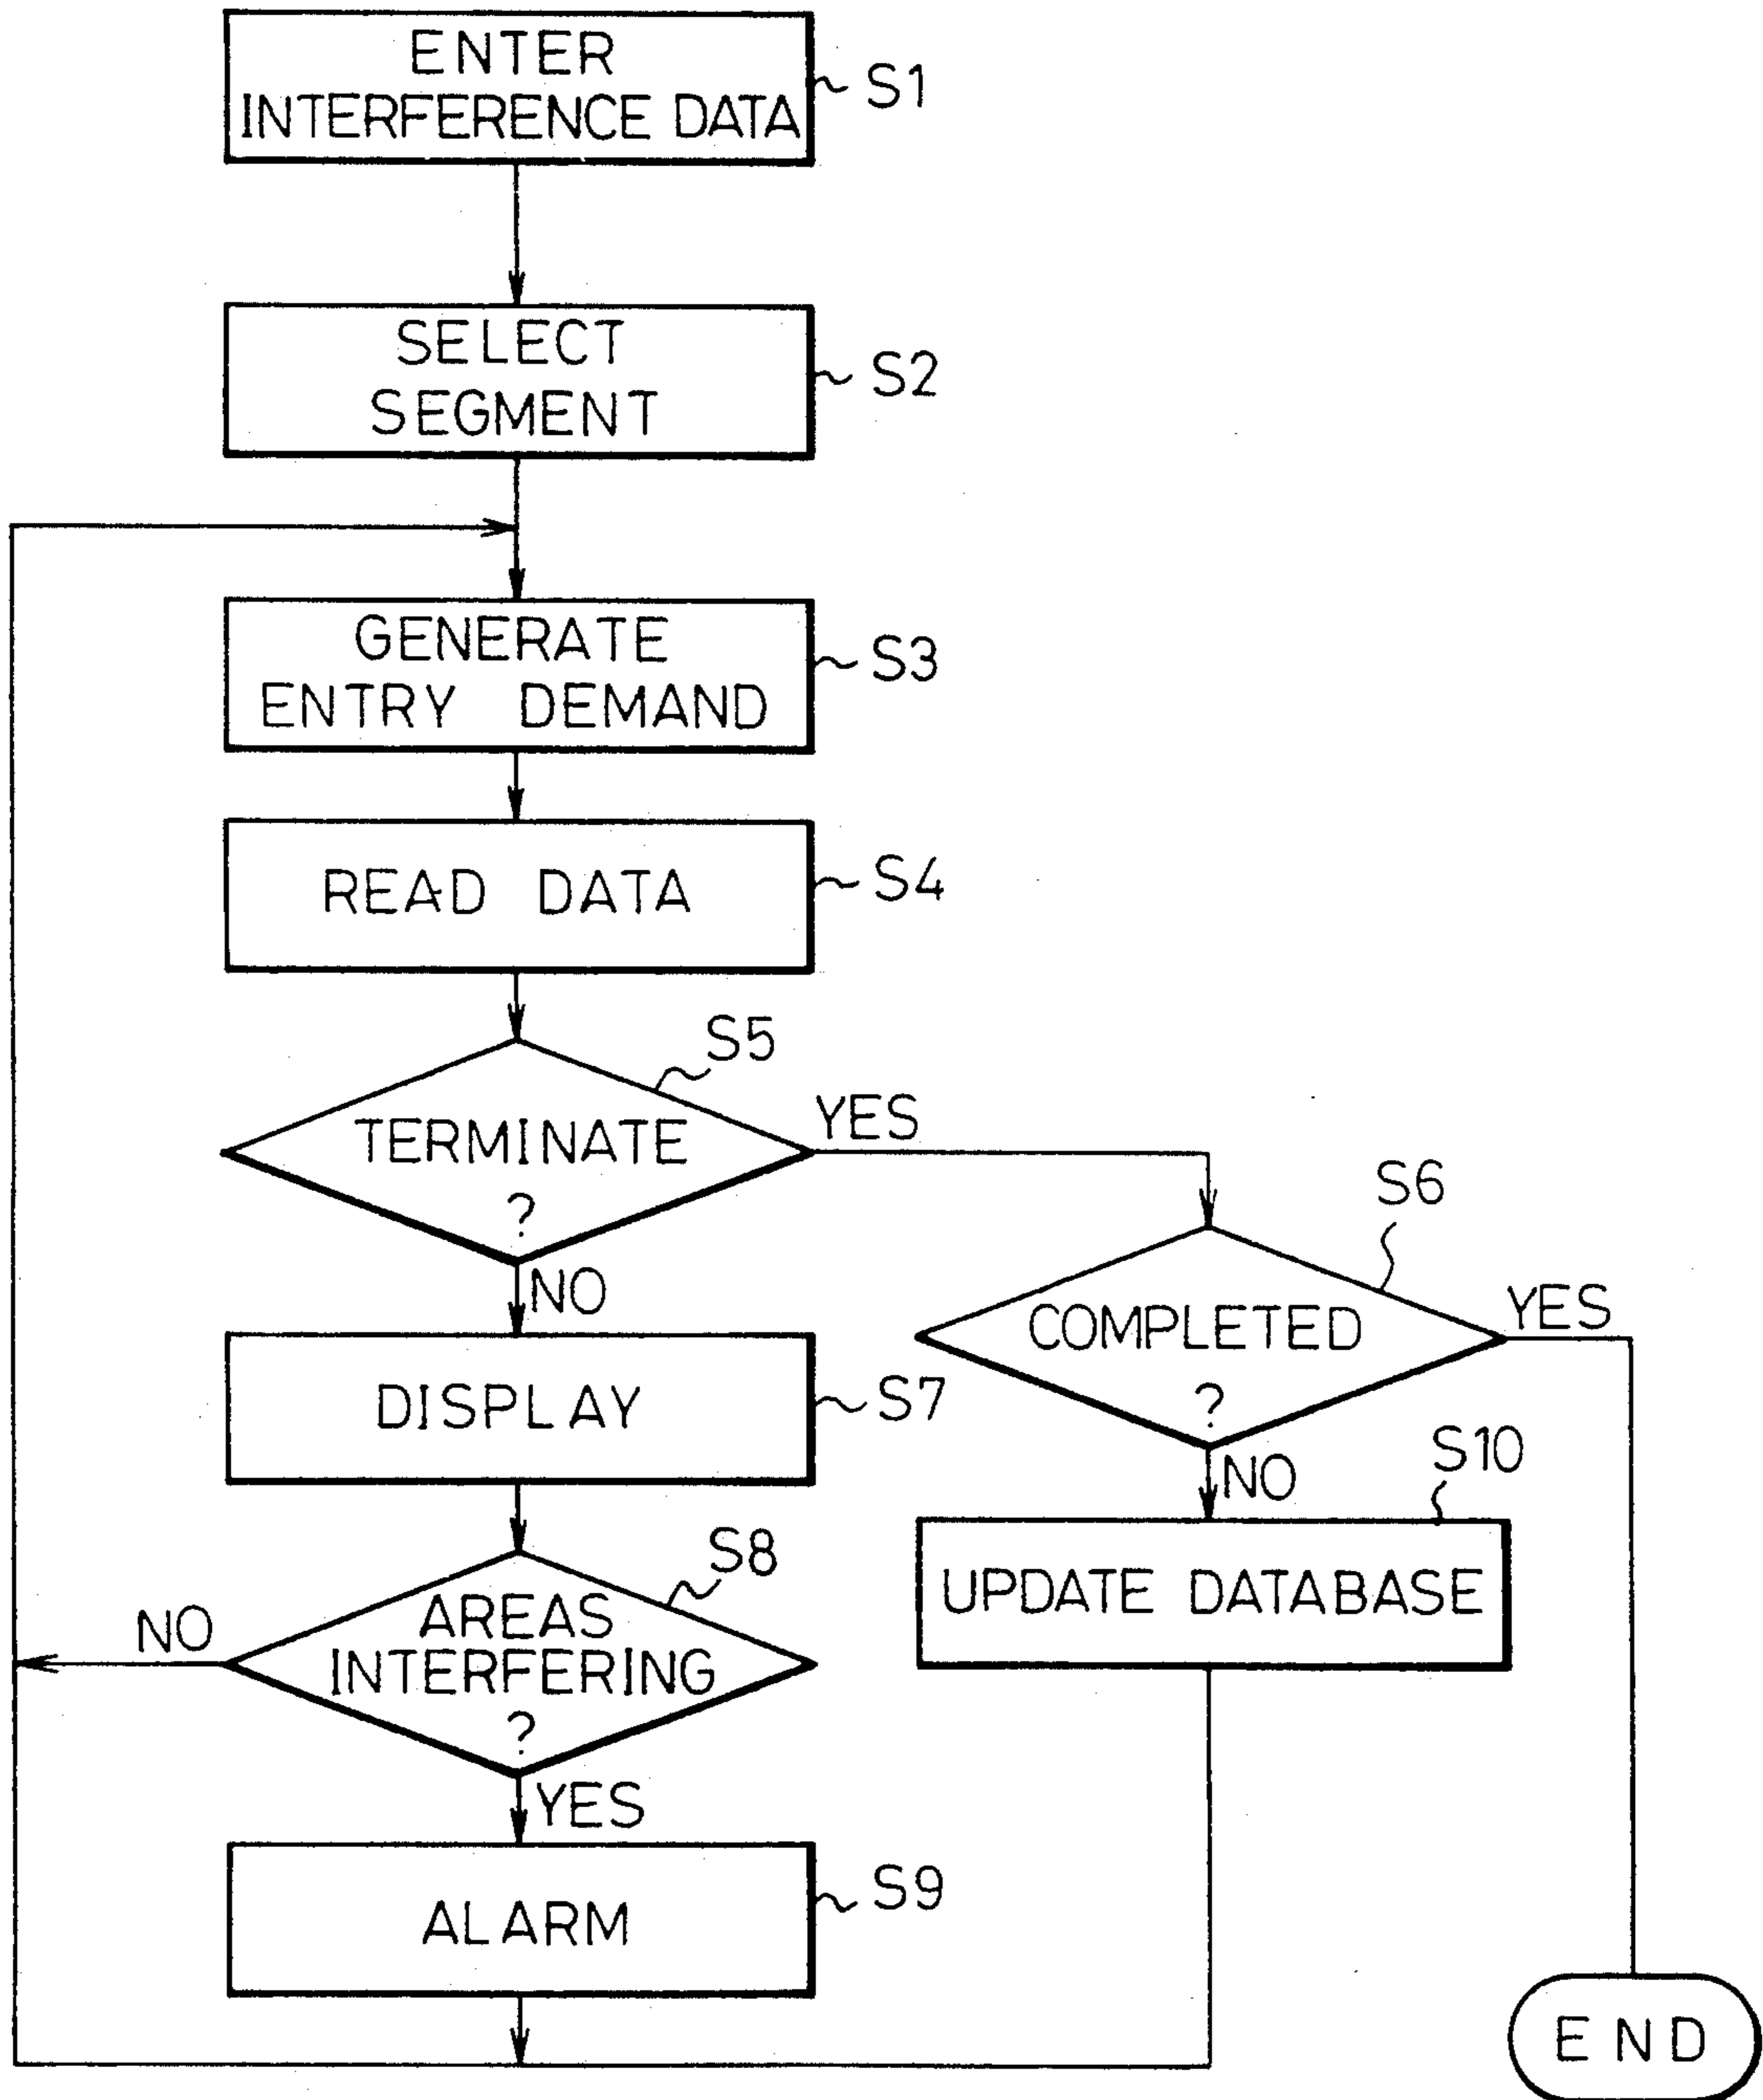 ENTER
INTERFERENCE DATA
S1
SELECT
SEGMENT
S2
GENERATE
ENTRY DEMAND
S3
READ DATA
S4
S5
TERMINATE
?
YES
NO
S6
COMPLETED
?
YES
NO
DISPLAY
S7
S10
UPDATE DATABASE
S8
AREAS
INTERFERING
?
NO
YES
ALARM
S9
END